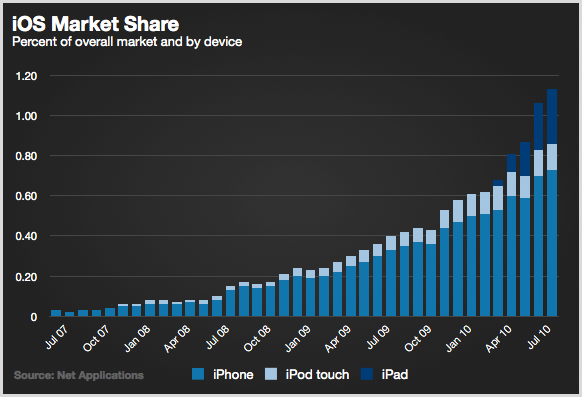 iOS Market Share
Percent of overall market and by device
1.20
1.00
0.80
0.60
0.40
0.20
0
Jul 07
Oct 07
Jan 08
Apr 08
Jul 08
Oct 08
Jan 09
Apr 09
Jul 09
Oct 09
Jan 10
Apr 10
Jul 10
Source: Net Applications
iPhone
iPod touch
iPad